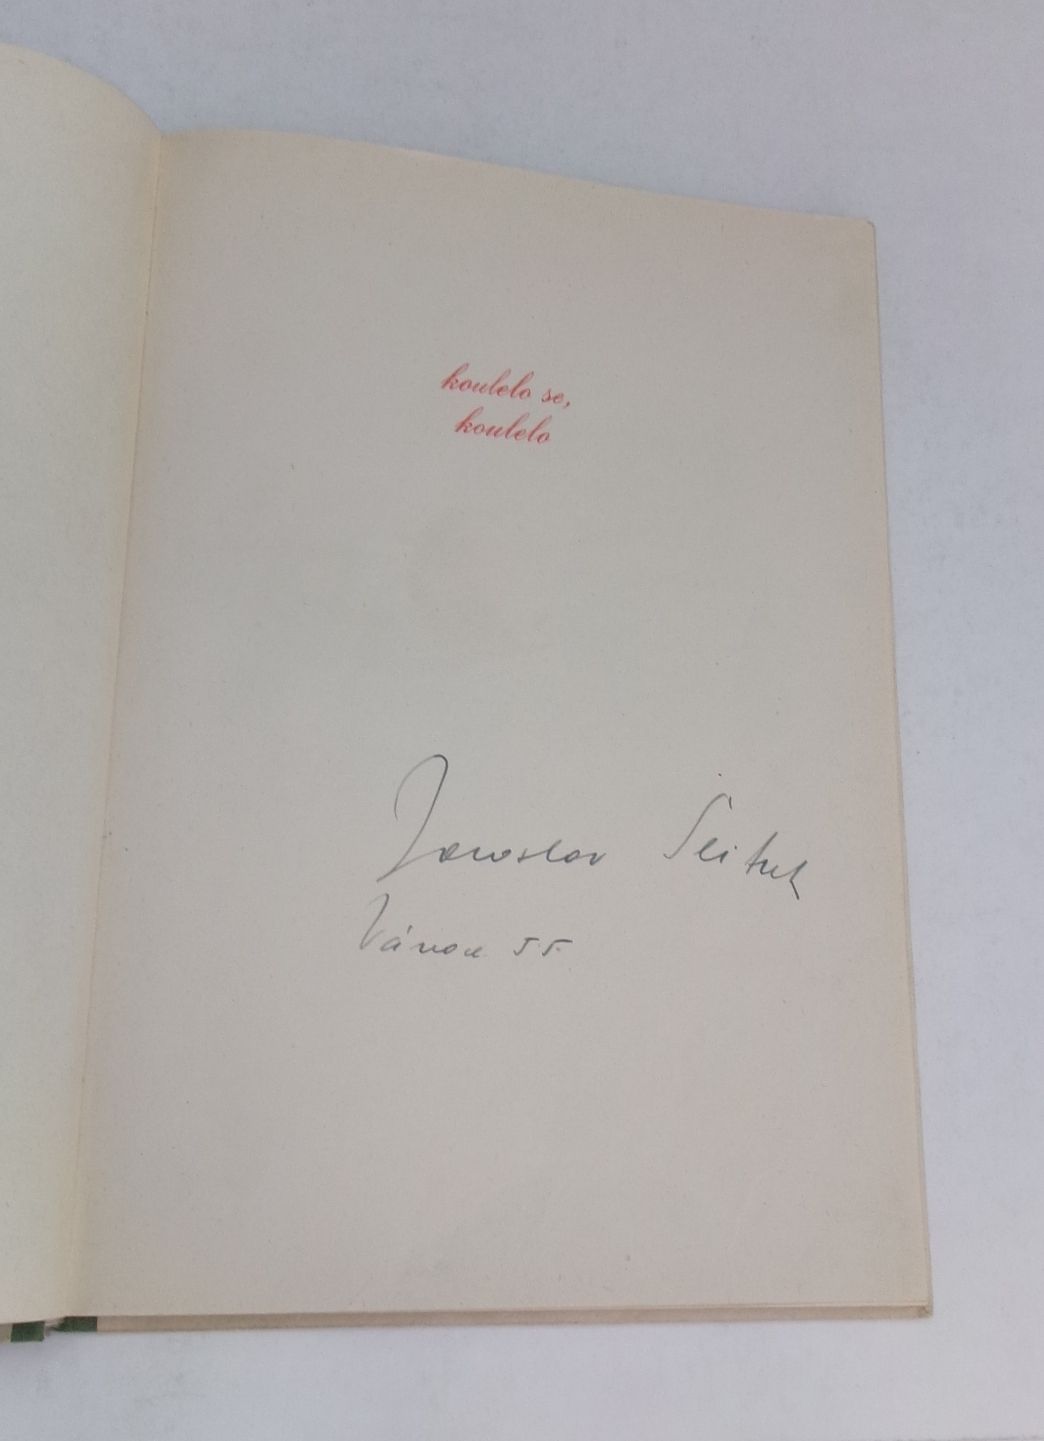 koulelo se,
koulelo
Jaroslav Seifert
Vánoce 55